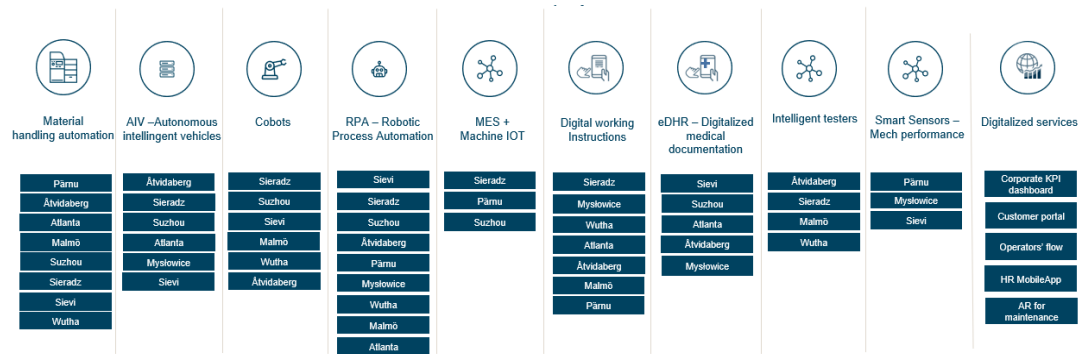 Material
handling automation
Pärnu
Åtvidaberg
Atlanta
Malmö
Suzhou
Sieradz
Sievi
Wutha
AIV –Autonomous
intellingent vehicles
Åtvidaberg
Sieradz
Suzhou
Atlanta
Mysłowice
Sievi
Cobots
Sieradz
Suzhou
Sievi
Malmö
Wutha
Åtvidaberg
RPA – Robotic
Process Automation
Sievi
Sieradz
Suzhou
Åtvidaberg
Pärnu
Mysłowice
Wutha
Malmö
Atlanta
MES +
Machine IOT
Sieradz
Pärnu
Suzhou
Digital working
Instructions
Sieradz
Mysłowice
Wutha
Atlanta
Åtvidaberg
Malmö
Pärnu
eDHR – Digitalized
medical
documentation
Sievi
Suzhou
Atlanta
Åtvidaberg
Mysłowice
Intelligent testers
Åtvidaberg
Sieradz
Malmö
Wutha
Smart Sensors –
Mech performance
Pärnu
Mysłowice
Sievi
Digitalized services
Corporate KPI
dashboard
Customer portal
Operators' flow
HR MobileApp
AR for
maintenance